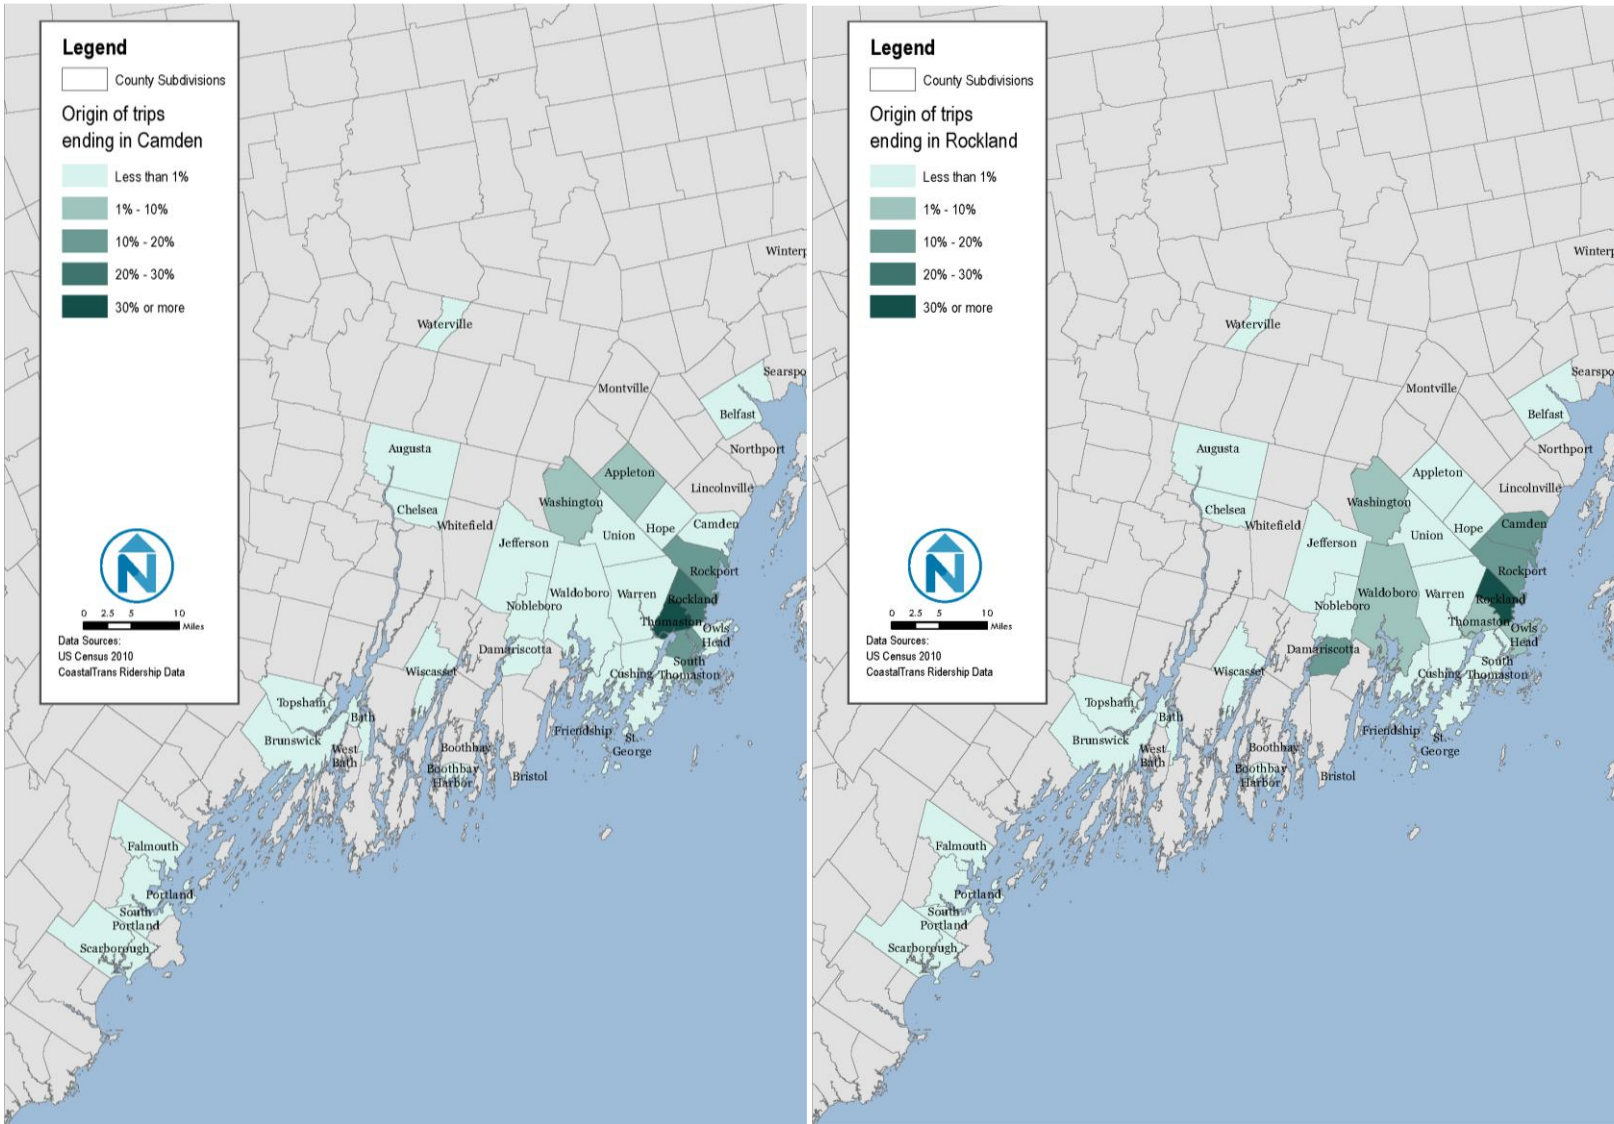 Legend
County Subdivisions
Origin of trips
ending in Camden
Less than 1%
1% - 10%
10% - 20%
20% - 30%
30% or more
N
0 2.5 5 10
Miles
Data Sources:
US Census 2010
CoastalTrans Ridership Data
Winterp
Waterville
Searspo
Montville
Belfast
Northport
Augusta
Appleton
Lincolnville
Washington
Chelsea
Whitefield
Camden
Hope
Union
Jefferson
Rockport
Waldoboro
Warren
Rockland
Nobleboro
Thomaston
Owls
Head
Damariscotta
South
Thomaston
Wiscasset
Cushing
Topsham
Bath
Brunswick
West
Bath
Friendship
St.
George
Boothbay
Boothbay
Harbor
Bristol
Falmouth
Portland
South
Portland
Scarborough
Legend
County Subdivisions
Origin of trips
ending in Rockland
Less than 1%
1% - 10%
10% - 20%
20% - 30%
30% or more
N
0 2.5 5 10
Miles
Data Sources:
US Census 2010
CoastalTrans Ridership Data
Winterp
Waterville
Searspo
Montville
Belfast
Northport
Augusta
Appleton
Lincolnville
Washington
Chelsea
Whitefield
Camden
Hope
Union
Jefferson
Rockport
Waldoboro
Warren
Rockland
Nobleboro
Thomaston
Owls
Head
Damariscotta
South
Thomaston
Wiscasset
Cushing
Topsham
Bath
Brunswick
West
Bath
Friendship
St.
George
Boothbay
Boothbay
Harbor
Bristol
Falmouth
Portland
South
Portland
Scarborough